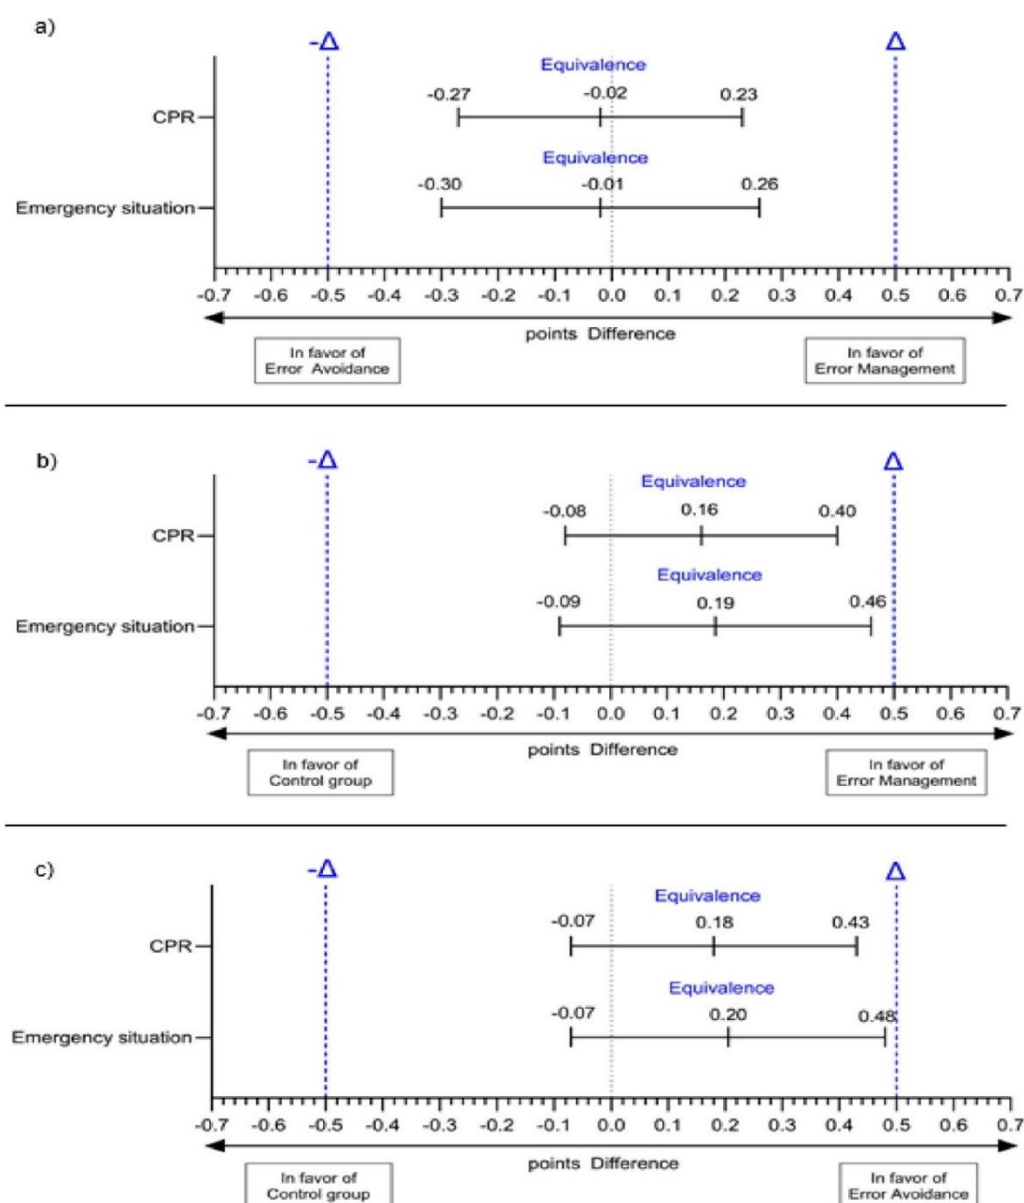 a)
-Δ Δ
Equivalence
-0.27 -0.02 0.23
CPR
Equivalence
-0.30 -0.01 0.26
Emergency situation
-0.7 -0.6 -0.5 -0.4 -0.3 -0.2 -0.1 0.0 0.1 0.2 0.3 0.4 0.5 0.6 0.7
points Difference
In favor of
Error Avoidance
In favor of
Error Management
b)
-Δ Δ
Equivalence
-0.08 0.16 0.40
CPR
Equivalence
-0.09 0.19 0.46
Emergency situation
-0.7 -0.6 -0.5 -0.4 -0.3 -0.2 -0.1 0.0 0.1 0.2 0.3 0.4 0.5 0.6 0.7
points Difference
In favor of
Control group
In favor of
Error Management
c)
-Δ Δ
Equivalence
-0.07 0.18 0.43
CPR
Equivalence
-0.07 0.20 0.48
Emergency situation
-0.7 -0.6 -0.5 -0.4 -0.3 -0.2 -0.1 0.0 0.1 0.2 0.3 0.4 0.5 0.6 0.7
points Difference
In favor of
Control group
In favor of
Error Avoidance